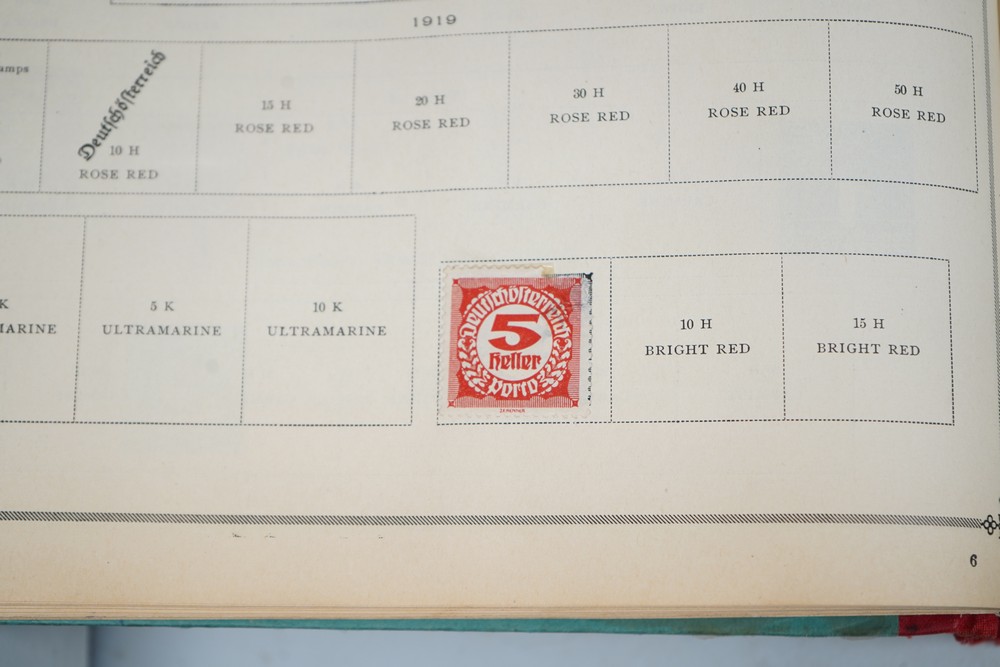 1919
amps
Deutschösterreich
10 H
ROSE RED
15 H
ROSE RED
20 H
ROSE RED
30 H
ROSE RED
40 H
ROSE RED
50 H
ROSE RED
K
MARINE
5 K
ULTRAMARINE
10 K
ULTRAMARINE
Deutschösterreich
5
Heller
Porto
10 H
BRIGHT RED
15 H
BRIGHT RED
6